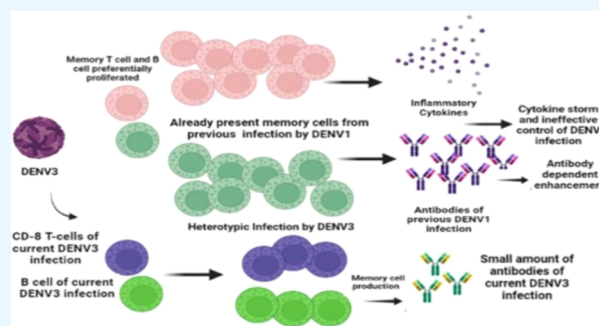 Memory T cell and B
cell preferentially
proliferated
Already present memory cells from
previous infection by DENV1
Inflammatory
Cytokines
Cytokine storm
and ineffective
control of DENV
infection
DENV3
Antibody
dependent
enhancement
Heterotypic Infection by DENV3
Antibodies of
previous DENV1
infection
CD-8 T-cells of
current DENV3
infection
B cell of current
DENV3 infection
Memory cell
production
Small amount of
antibodies of
current DENV3
infection